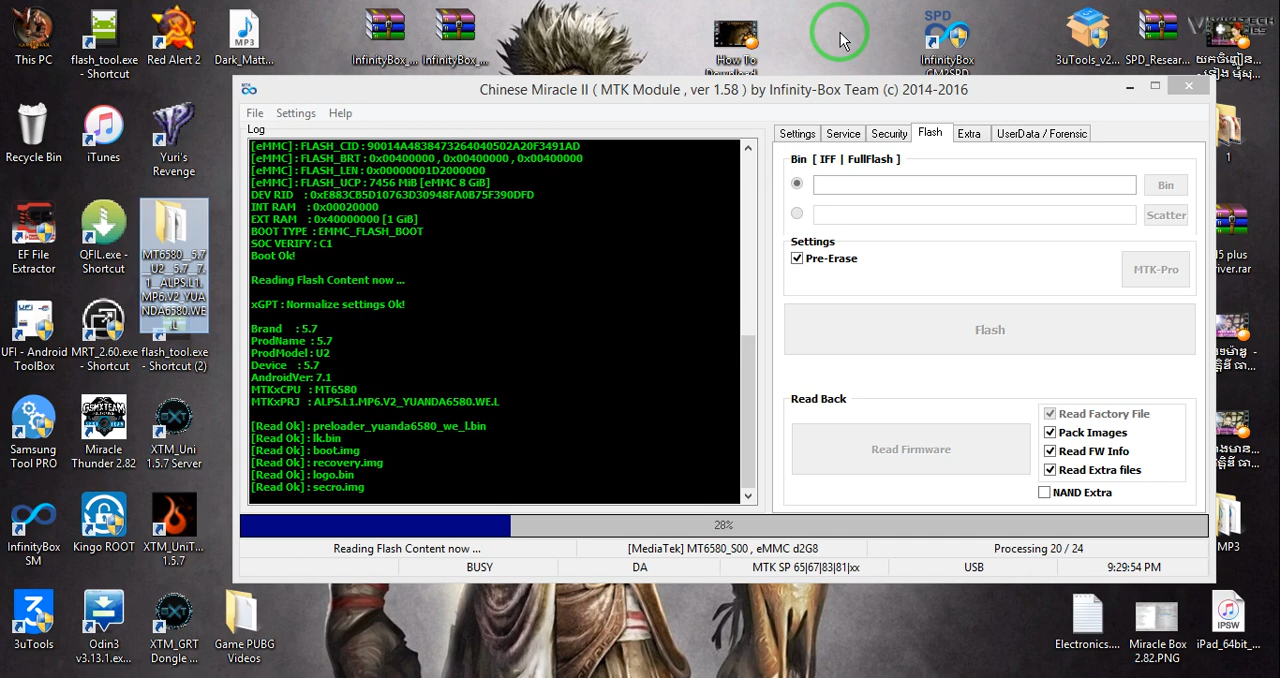 This PC
flash_tool.exe
- Shortcut
Red Alert 2
Dark_Matt...
InfinityBox_...
InfinityBox_...
How To
Download
SPD
InfinityBox
(CM2SPD)
3uTools_v2...
SPD_Resear...
Recycle Bin
iTunes
Yuri's
Revenge
EF File
Extractor
QFIL.exe -
Shortcut
MT6580__5.7
__U2__5.7__7.
1__ALPS.L1.
MP6.V2_YUA
NDA6580.WE
.L
UFI - Android
ToolBox
MRT_2.60.exe
- Shortcut
flash_tool.exe
- Shortcut (2)
Samsung
Tool PRO
Miracle
Thunder 2.82
XTM_Uni
1.5.7 Server
InfinityBox
SM
Kingo ROOT
XTM_UniT...
1.5.7
3uTools
Odin3
v3.13.1.ex...
XTM_GRT
Dongle ...
Game PUBG
Videos
Chinese Miracle II ( MTK Module , ver 1.58 ) by Infinity-Box Team (c) 2014-2016
File Settings Help
Log
[eMMC] : FLASH_CID : 90014A4838473264040502A20F3491AD
[eMMC] : FLASH_BRT : 0x00400000 , 0x00400000 , 0x00400000
[eMMC] : FLASH_LEN : 0x00000001D2000000
[eMMC] : FLASH_UCP : 7456 MiB [eMMC 8 GiB]
DEV RID : 0xE883CB5D10763D30948FA0B75F390DFD
INT RAM : 0x00020000
EXT RAM : 0x40000000 [1 GiB]
BOOT TYPE : EMMC_FLASH_BOOT
SOC VERIFY : C1
Boot Ok!
Reading Flash Content now ...
xGPT : Normalize settings Ok!
Brand : 5.7
ProdName : 5.7
ProdModel : U2
Device : 5.7
AndroidVer: 7.1
MTKxCPU : MT6580
MTKxPRJ : ALPS.L1.MP6.V2_YUANDA6580.WE.L
[Read Ok] : preloader_yuanda6580_we_l.bin
[Read Ok] : lk.bin
[Read Ok] : boot.img
[Read Ok] : recovery.img
[Read Ok] : logo.bin
[Read Ok] : secro.img
Settings Service Security Flash Extra UserData / Forensic
Bin [ IFF | FullFlash ]
Bin
Scatter
Settings
Pre-Erase
MTK-Pro
Flash
Read Back
Read Firmware
Read Factory File
Pack Images
Read FW Info
Read Extra files
NAND Extra
28%
Reading Flash Content now ...
[MediaTek] MT6580_S00 , eMMC d2G8
Processing 20 / 24
BUSY
DA
MTK SP 65|67|83|81|xx
USB
9:29:54 PM
1
MP3
Electronics....
Miracle Box
2.82.PNG
iPad_64bit_...